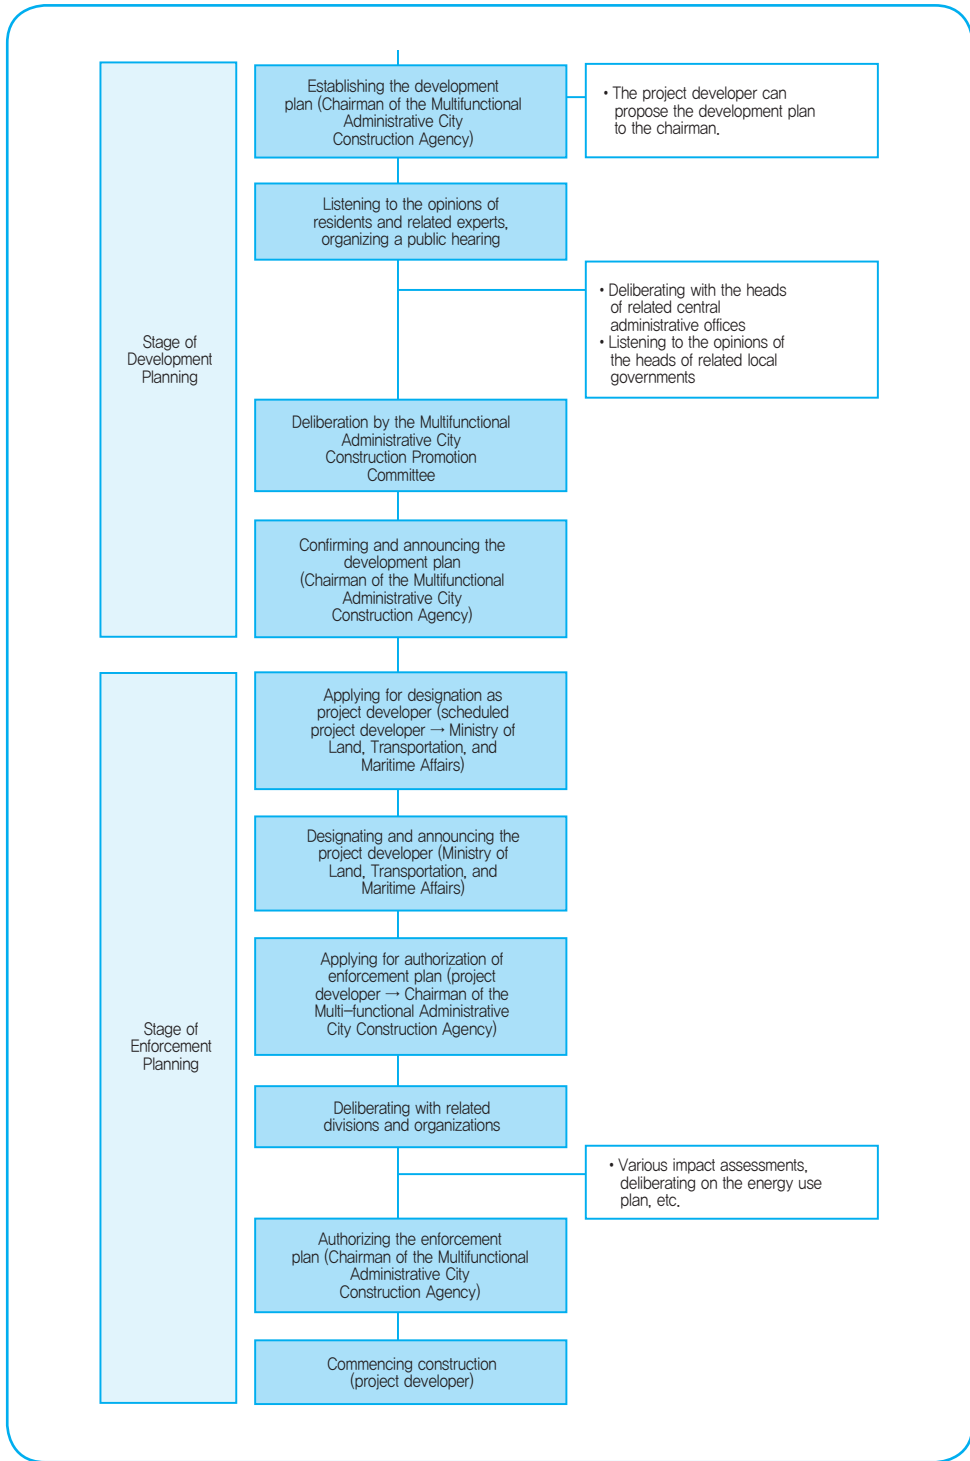 Establishing the development
plan (Chairman of the Multifunctional
Administrative City
Construction Agency)
• The project developer can
propose the development plan
to the chairman.
Listening to the opinions of
residents and related experts,
organizing a public hearing
• Deliberating with the heads
of related central
administrative offices
• Listening to the opinions of
the heads of related local
governments
Stage of
Development
Planning
Deliberation by the Multifunctional
Administrative City
Construction Promotion
Committee
Confirming and announcing the
development plan
(Chairman of the Multifunctional
Administrative City
Construction Agency)
Applying for designation as
project developer (scheduled
project developer → Ministry of
Land, Transportation, and
Maritime Affairs)
Designating and announcing the
project developer (Ministry of
Land, Transportation, and
Maritime Affairs)
Applying for authorization of
enforcement plan (project
developer → Chairman of the
Multi-functional Administrative
City Construction Agency)
Stage of
Enforcement
Planning
Deliberating with related
divisions and organizations
• Various impact assessments,
deliberating on the energy use
plan, etc.
Authorizing the enforcement
plan (Chairman of the Multifunctional
Administrative City
Construction Agency)
Commencing construction
(project developer)